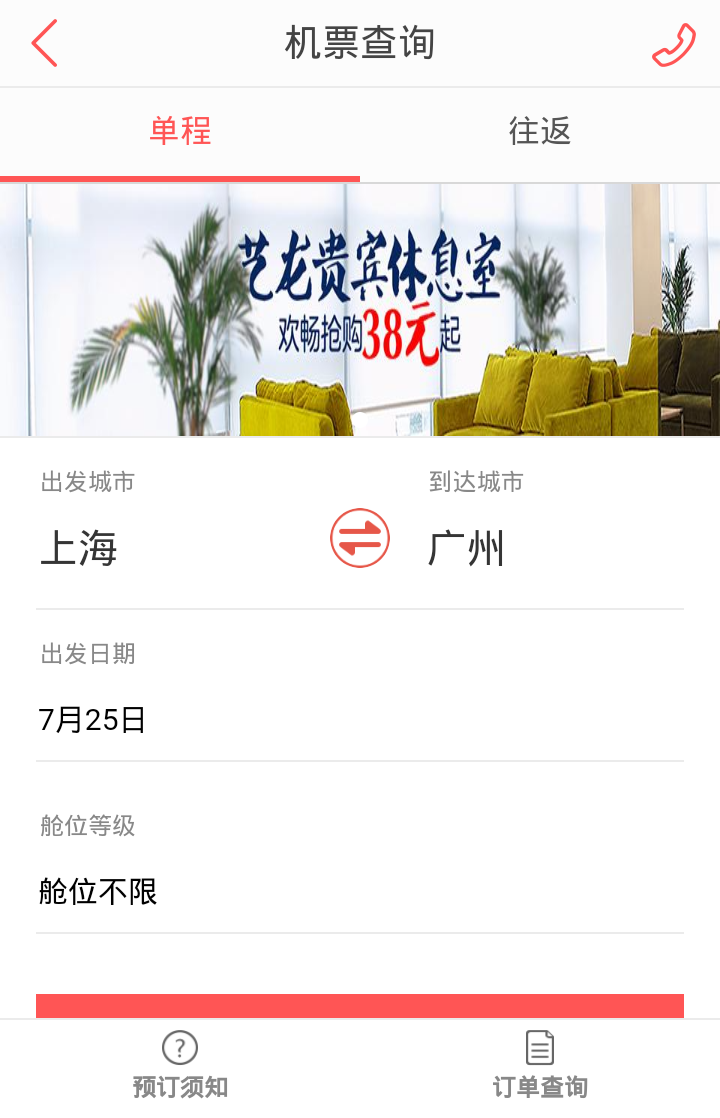 机票查询
单程
往返
艺龙贵宾休息室
欢畅抢购38元起
出发城市
到达城市
上海
广州
出发日期
7月25日
舱位等级
舱位不限
预订须知
订单查询